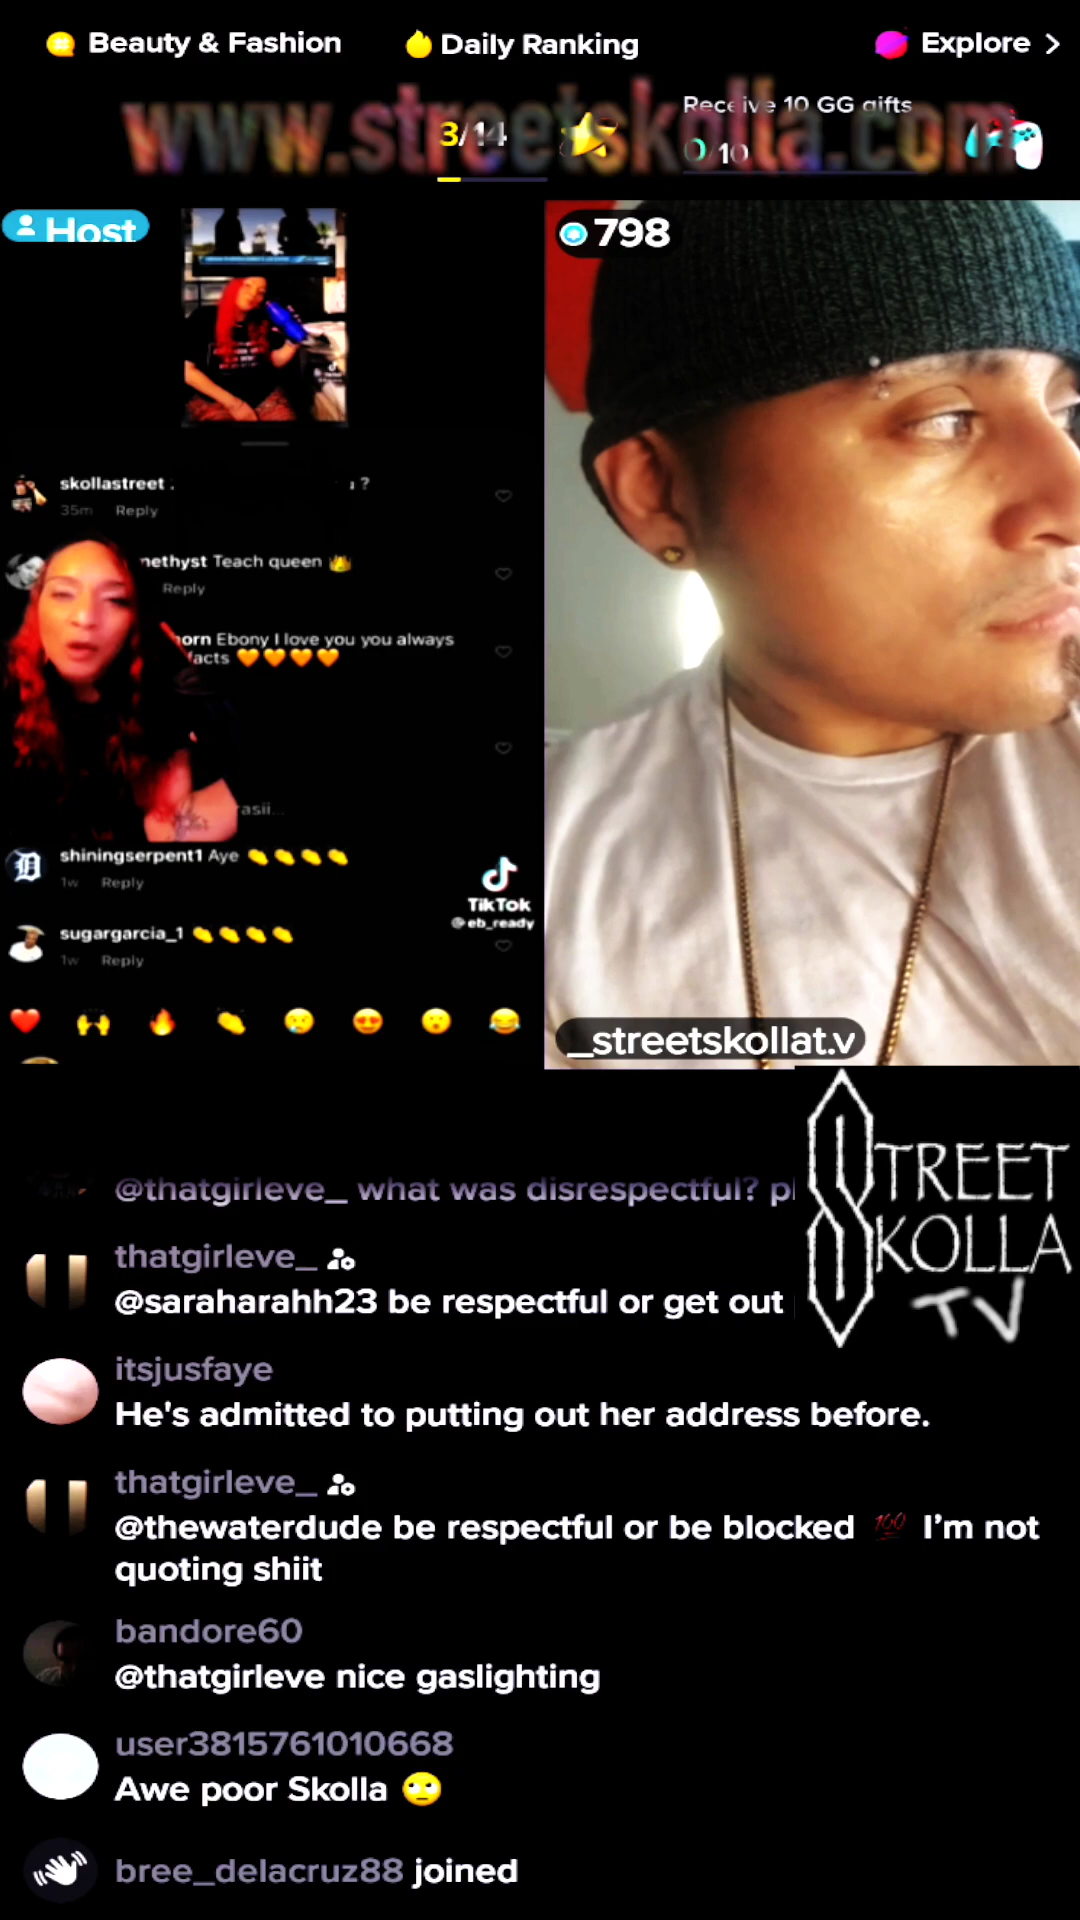 Beauty & Fashion
Daily Ranking
Explore >
www.streetskolla.com
Receive 10 GG gifts
3/14
0/10
Host
798
skollastreet
?
35m Reply
nethyst Teach queen 👑
Reply
orn Ebony I love you you always
facts 🧡🧡🧡🧡
asii...
shiningserpent1 Aye 👏👏👏👏
1w Reply
TikTok
@eb_ready
sugargarcia_1 👏👏👏👏
1w Reply
❤️🙌🔥👏😢😍😮😂
_streetskollat.v
STREET
SKOLLA
TV
@thatgirleve_ what was disrespectful? pl
thatgirleve_
@saraharahh23 be respectful or get out
itsjusfaye
He's admitted to putting out her address before.
thatgirleve_
@thewaterdude be respectful or be blocked 💯 I'm not
quoting shiit
bandore60
@thatgirleve nice gaslighting
user3815761010668
Awe poor Skolla 🙄
bree_delacruz88 joined